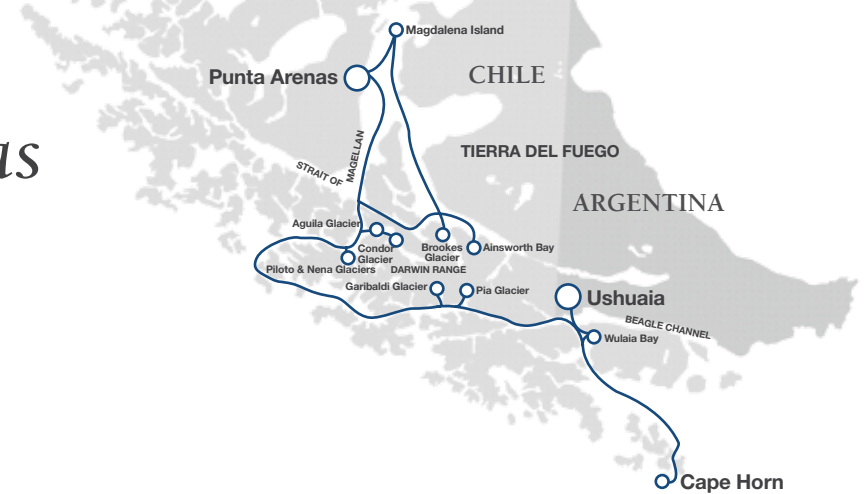 Magdalena Island
Punta Arenas
CHILE
as
STRAIT OF
MAGELLAN
TIERRA DEL FUEGO
ARGENTINA
Aguila Glacier
Condor
Glacier
Brookes
Glacier
Ainsworth Bay
Piloto & Nena Glaciers
DARWIN RANGE
Garibaldi Glacier
Pia Glacier
Ushuaia
BEAGLE CHANNEL
Wulaia Bay
Cape Horn